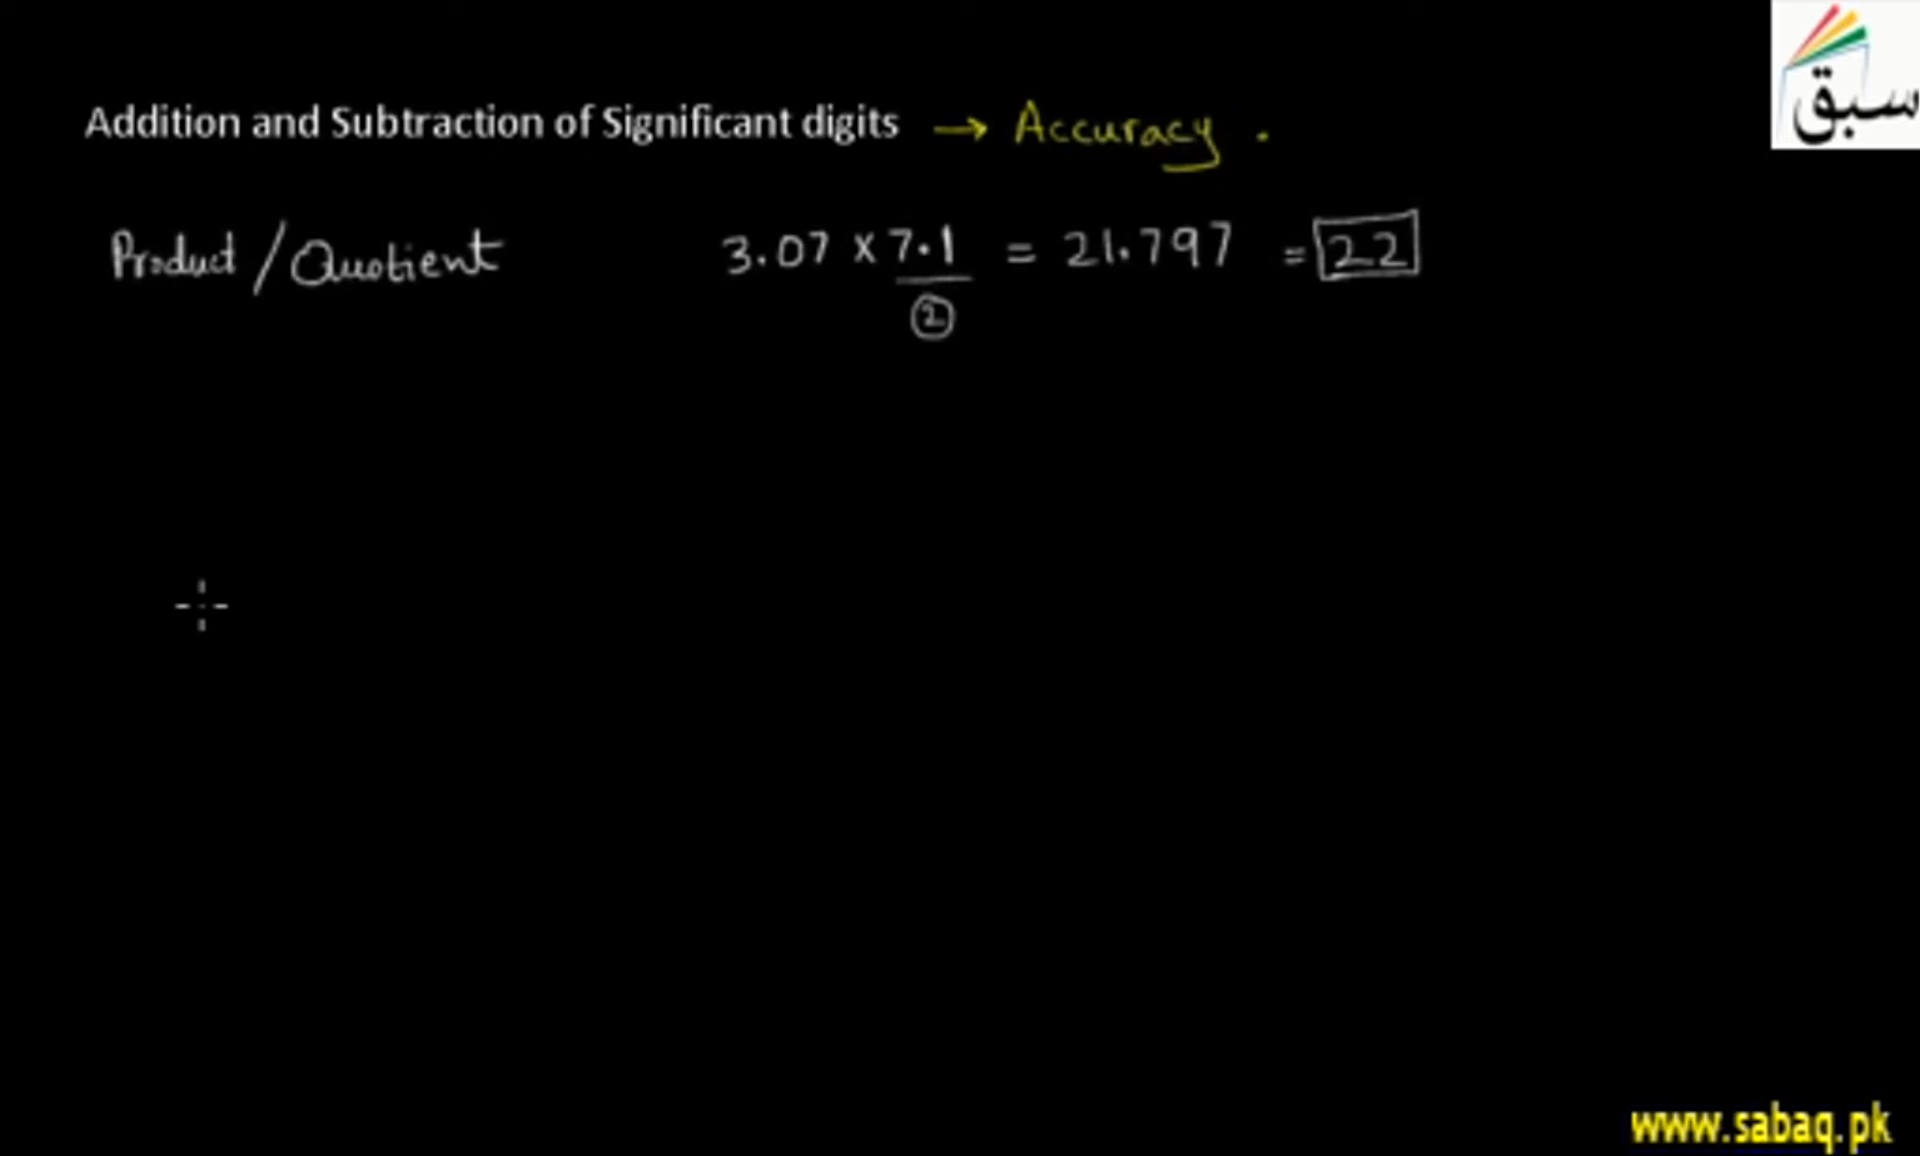 سبق
Addition and Subtraction of Significant digits → Accuracy .
Product / Quotient 3.07 x 7.1 = 21.797 = 22
2
www.sabaq.pk